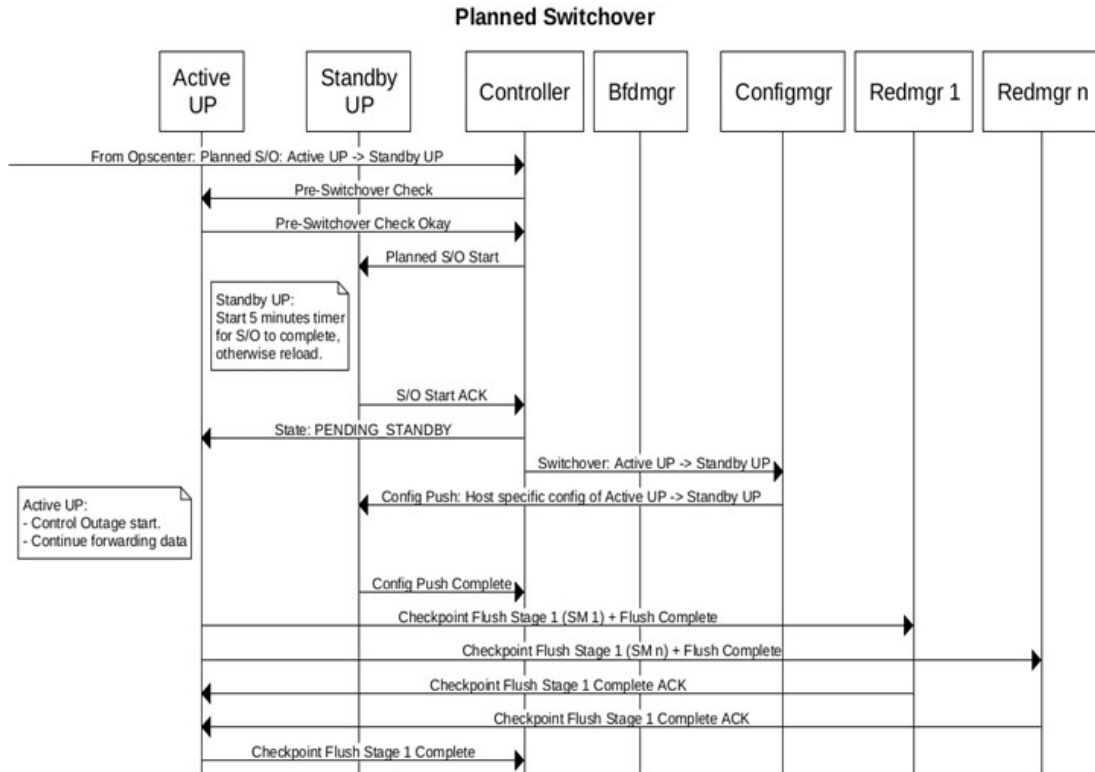 Planned Switchover
Active
UP
Standby
UP
Controller
Bfdmgr
Configmgr
Redmgr 1
Redmgr n
From Opscenter: Planned S/O: Active UP -> Standby UP
Pre-Switchover Check
Pre-Switchover Check Okay
Planned S/O Start
Standby UP:
Start 5 minutes timer
for S/O to complete,
otherwise reload.
S/O Start ACK
State: PENDING_STANDBY
Switchover: Active UP -> Standby UP
Config Push: Host specific config of Active UP -> Standby UP
Active UP:
- Control Outage start.
- Continue forwarding data
Config Push Complete
Checkpoint Flush Stage 1 (SM 1) + Flush Complete
Checkpoint Flush Stage 1 (SM n) + Flush Complete
Checkpoint Flush Stage 1 Complete ACK
Checkpoint Flush Stage 1 Complete ACK
Checkpoint Flush Stage 1 Complete